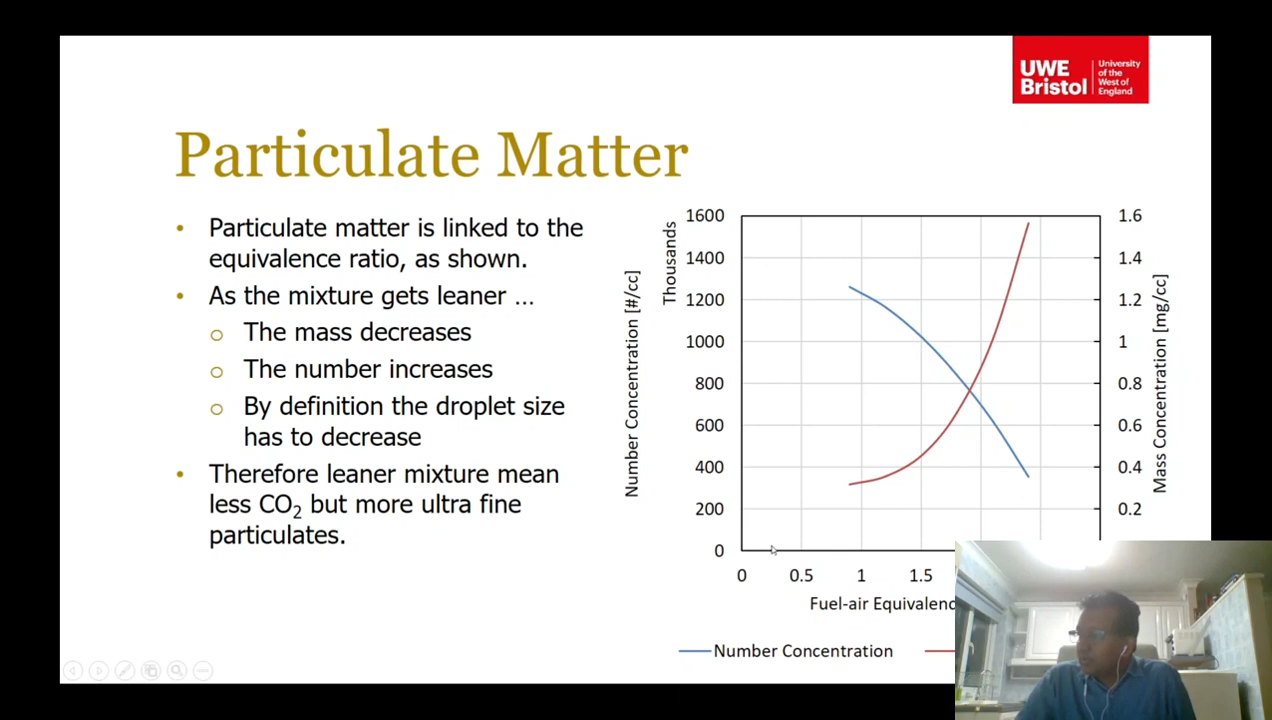 UWE
Bristol
University
of the
West of
England
Particulate Matter
• Particulate matter is linked to the
equivalence ratio, as shown.
• As the mixture gets leaner …
o The mass decreases
o The number increases
o By definition the droplet size
has to decrease
• Therefore leaner mixture mean
less CO₂ but more ultra fine
particulates.
Number Concentration [#/cc]
Thousands
1600
1400
1200
1000
800
600
400
200
0
0 0.5 1 1.5
Fuel-air
1.6
1.4
1.2
1
0.8
0.6
0.4
0.2
Mass Concentration [mg/cc]
Number Concentration